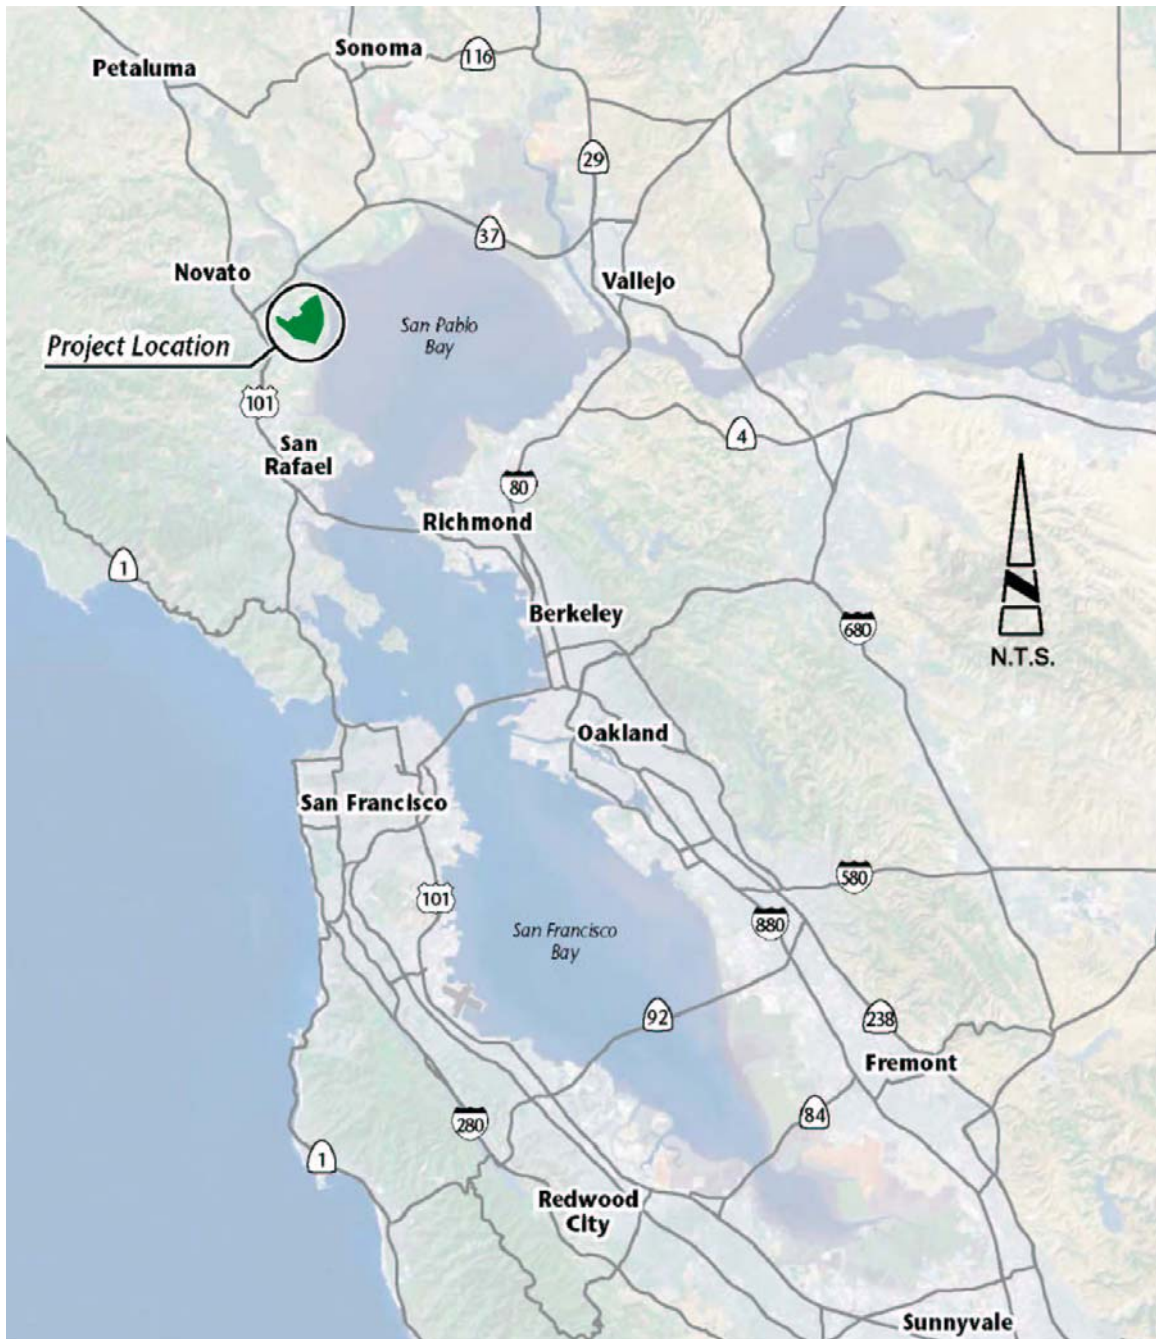 Sonoma
116
Petaluma
29
37
Novato
Vallejo
San Pablo
Bay
Project Location
101
4
San
Rafael
80
Richmond
1
N
Berkeley
680
N.T.S.
Oakland
San Francisco
580
101
880
San Francisco
Bay
92
238
Fremont
84
280
1
Redwood
City
Sunnyvale